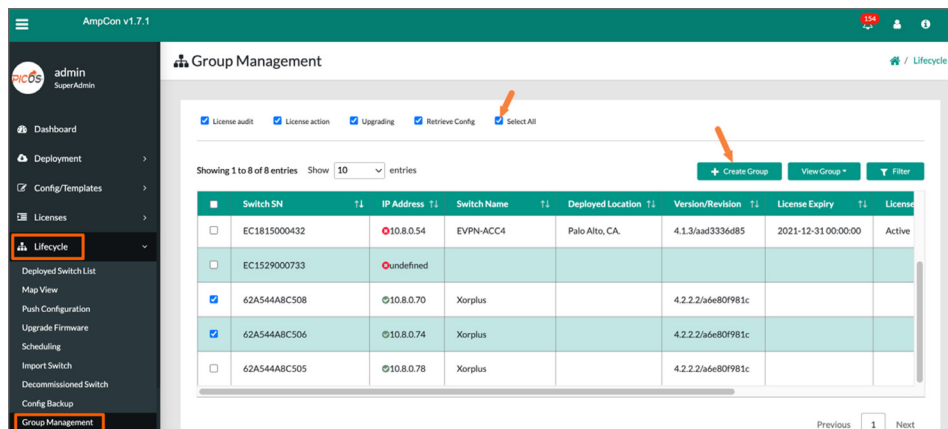 AmpCon v1.7.1
154
PICOS
admin
SuperAdmin
Dashboard
Deployment
Config/Templates
Licenses
Lifecycle
Deployed Switch List
Map View
Push Configuration
Upgrade Firmware
Scheduling
Import Switch
Decommissioned Switch
Config Backup
Group Management
Group Management
/ Lifecycle
License audit License action Upgrading Retrieve Config Select All
Showing 1 to 8 of 8 entries Show 10 entries
+ Create Group View Group Filter
Switch SN IP Address Switch Name Deployed Location Version/Revision License Expiry License
EC1815000432 10.8.0.54 EVPN-ACC4 Palo Alto, CA. 4.1.3/aad3336d85 2021-12-31 00:00:00 Active
EC1529000733 undefined
62A544A8C508 10.8.0.70 Xorplus 4.2.2.2/a6e80f981c
62A544A8C506 10.8.0.74 Xorplus 4.2.2.2/a6e80f981c
62A544A8C505 10.8.0.78 Xorplus 4.2.2.2/a6e80f981c
Previous 1 Next